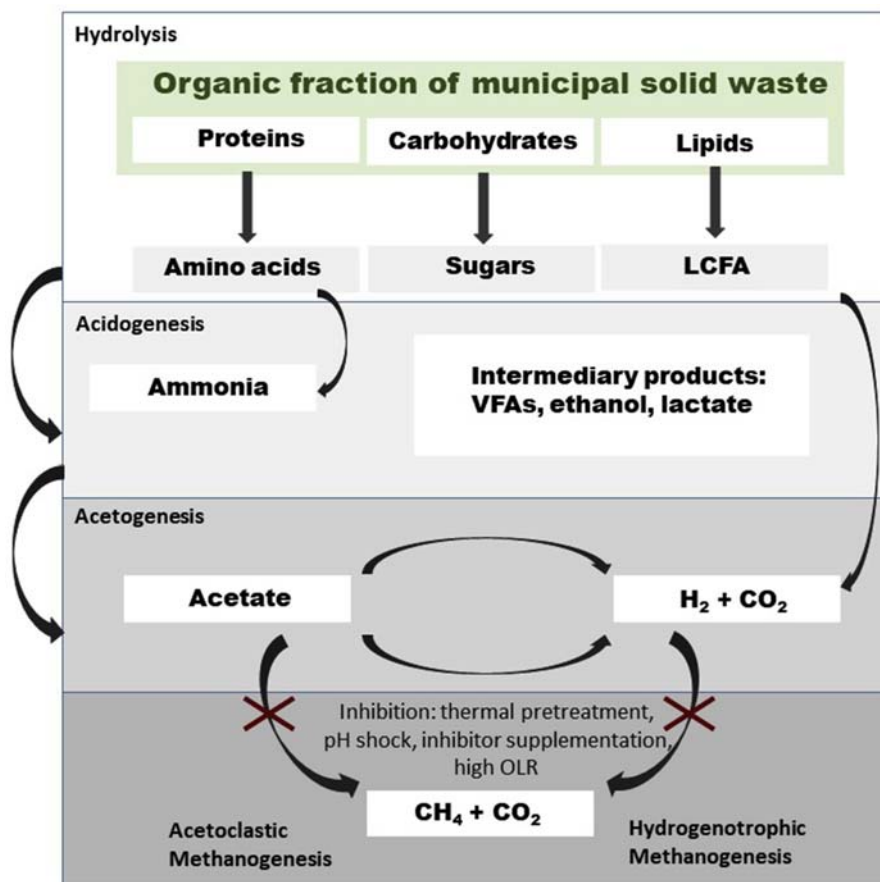 Hydrolysis
Organic fraction of municipal solid waste
Proteins
Carbohydrates
Lipids
Amino acids
Sugars
LCFA
Acidogenesis
Ammonia
Intermediary products:
VFAs, ethanol, lactate
Acetogenesis
Acetate
H₂ + CO₂
Inhibition: thermal pretreatment,
pH shock, inhibitor supplementation,
high OLR
CH₄ + CO₂
Acetoclastic
Methanogenesis
Hydrogenotrophic
Methanogenesis